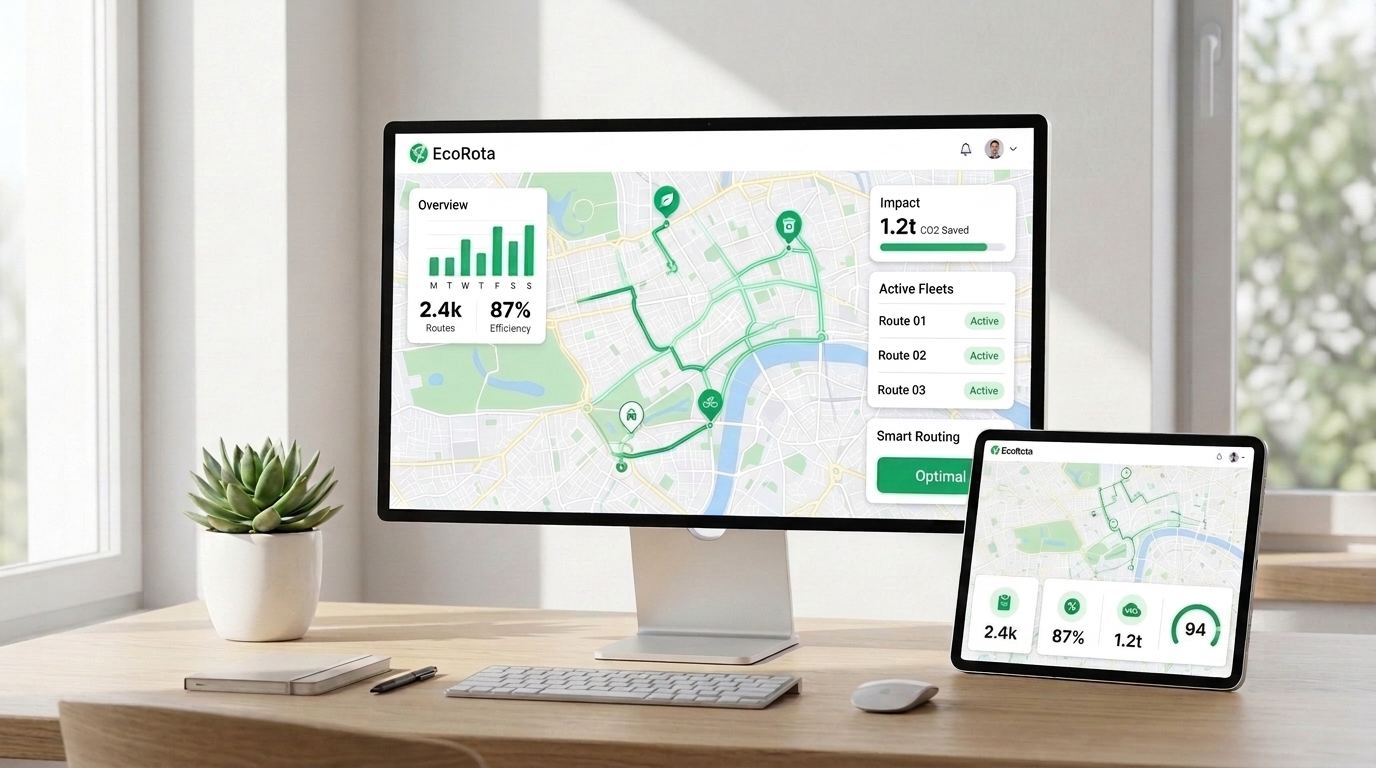 EcoRota
Overview
M T W T F S S
2.4k
Routes
87%
Efficiency
Impact
1.2t CO2 Saved
Active Fleets
Route 01 Active
Route 02 Active
Route 03 Active
Smart Routing
Optimal
2.4k
87%
1.2t
94